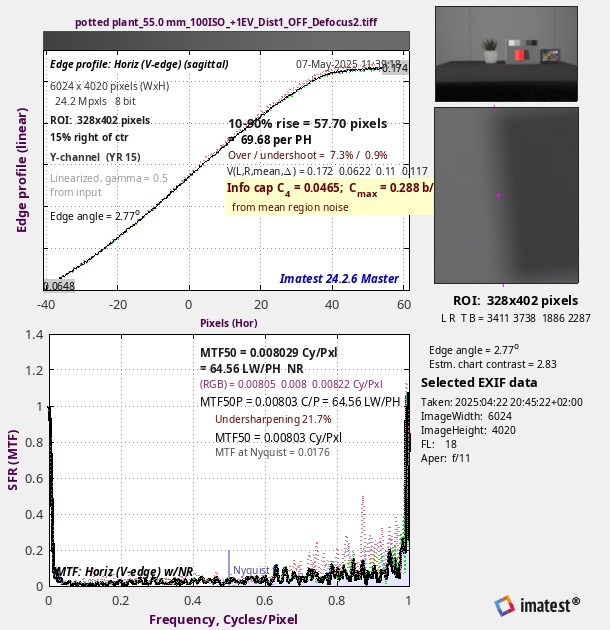 potted plant_55.0 mm_100ISO_+1EV_Dist1_OFF_Defocus2.tiff
Edge profile: Horiz (V-edge) (sagittal)
07-May-2025
0.174
6024 x 4020 pixels (WxH)
24.2 Mpxls 8 bit
ROI: 328x402 pixels
15% right of ctr
Y-channel (YR 15)
Linearized, gamma = 0.5
from input
Edge angle = 2.77º
10-90% rise = 57.70 pixels
= 69.68 per PH
Over / undershoot = 7.3% / 0.9%
V(L,R,mean,Δ) = 0.172 0.0622 0.11 0.117
Info cap C4 = 0.0465; Cmax = 0.288 b/
from mean region noise
Imatest 24.2.6 Master
0.0648
Edge profile (linear)
-40 -20 0 20 40 60
Pixels (Hor)
MTF50 = 0.008029 Cy/Pxl
= 64.56 LW/PH NR
(RGB) = 0.00805 0.008 0.00822 Cy/Pxl
MTF50P = 0.00803 C/P = 64.56 LW/PH
Undersharpening 21.7%
MTF50 = 0.00803 Cy/Pxl
MTF at Nyquist = 0.0176
MTF: Horiz (V-edge) w/NR
Nyquist
SFR (MTF)
1.4
1.2
1
0.8
0.6
0.4
0.2
0
0 0.2 0.4 0.6 0.8 1
Frequency, Cycles/Pixel
ROI: 328x402 pixels
L R T B = 3411 3738 1886 2287
Edge angle = 2.77º
Estm. chart contrast = 2.83
Selected EXIF data
Taken: 2025:04:22 20:45:22+02:00
ImageWidth: 6024
ImageHeight: 4020
FL: 18
Aper: f/11
imatest®